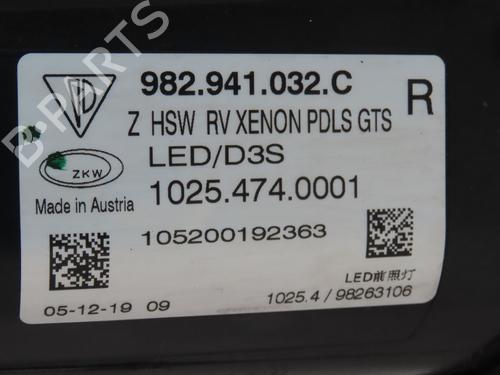 982.941.032.C
R
Z HSW RV XENON PDLS GTS
LED/D3S
ZKW
1025.474.0001
Made in Austria
105200192363
LED前照灯
05-12-19 09
1025.4 / 98263106
B-PARTS